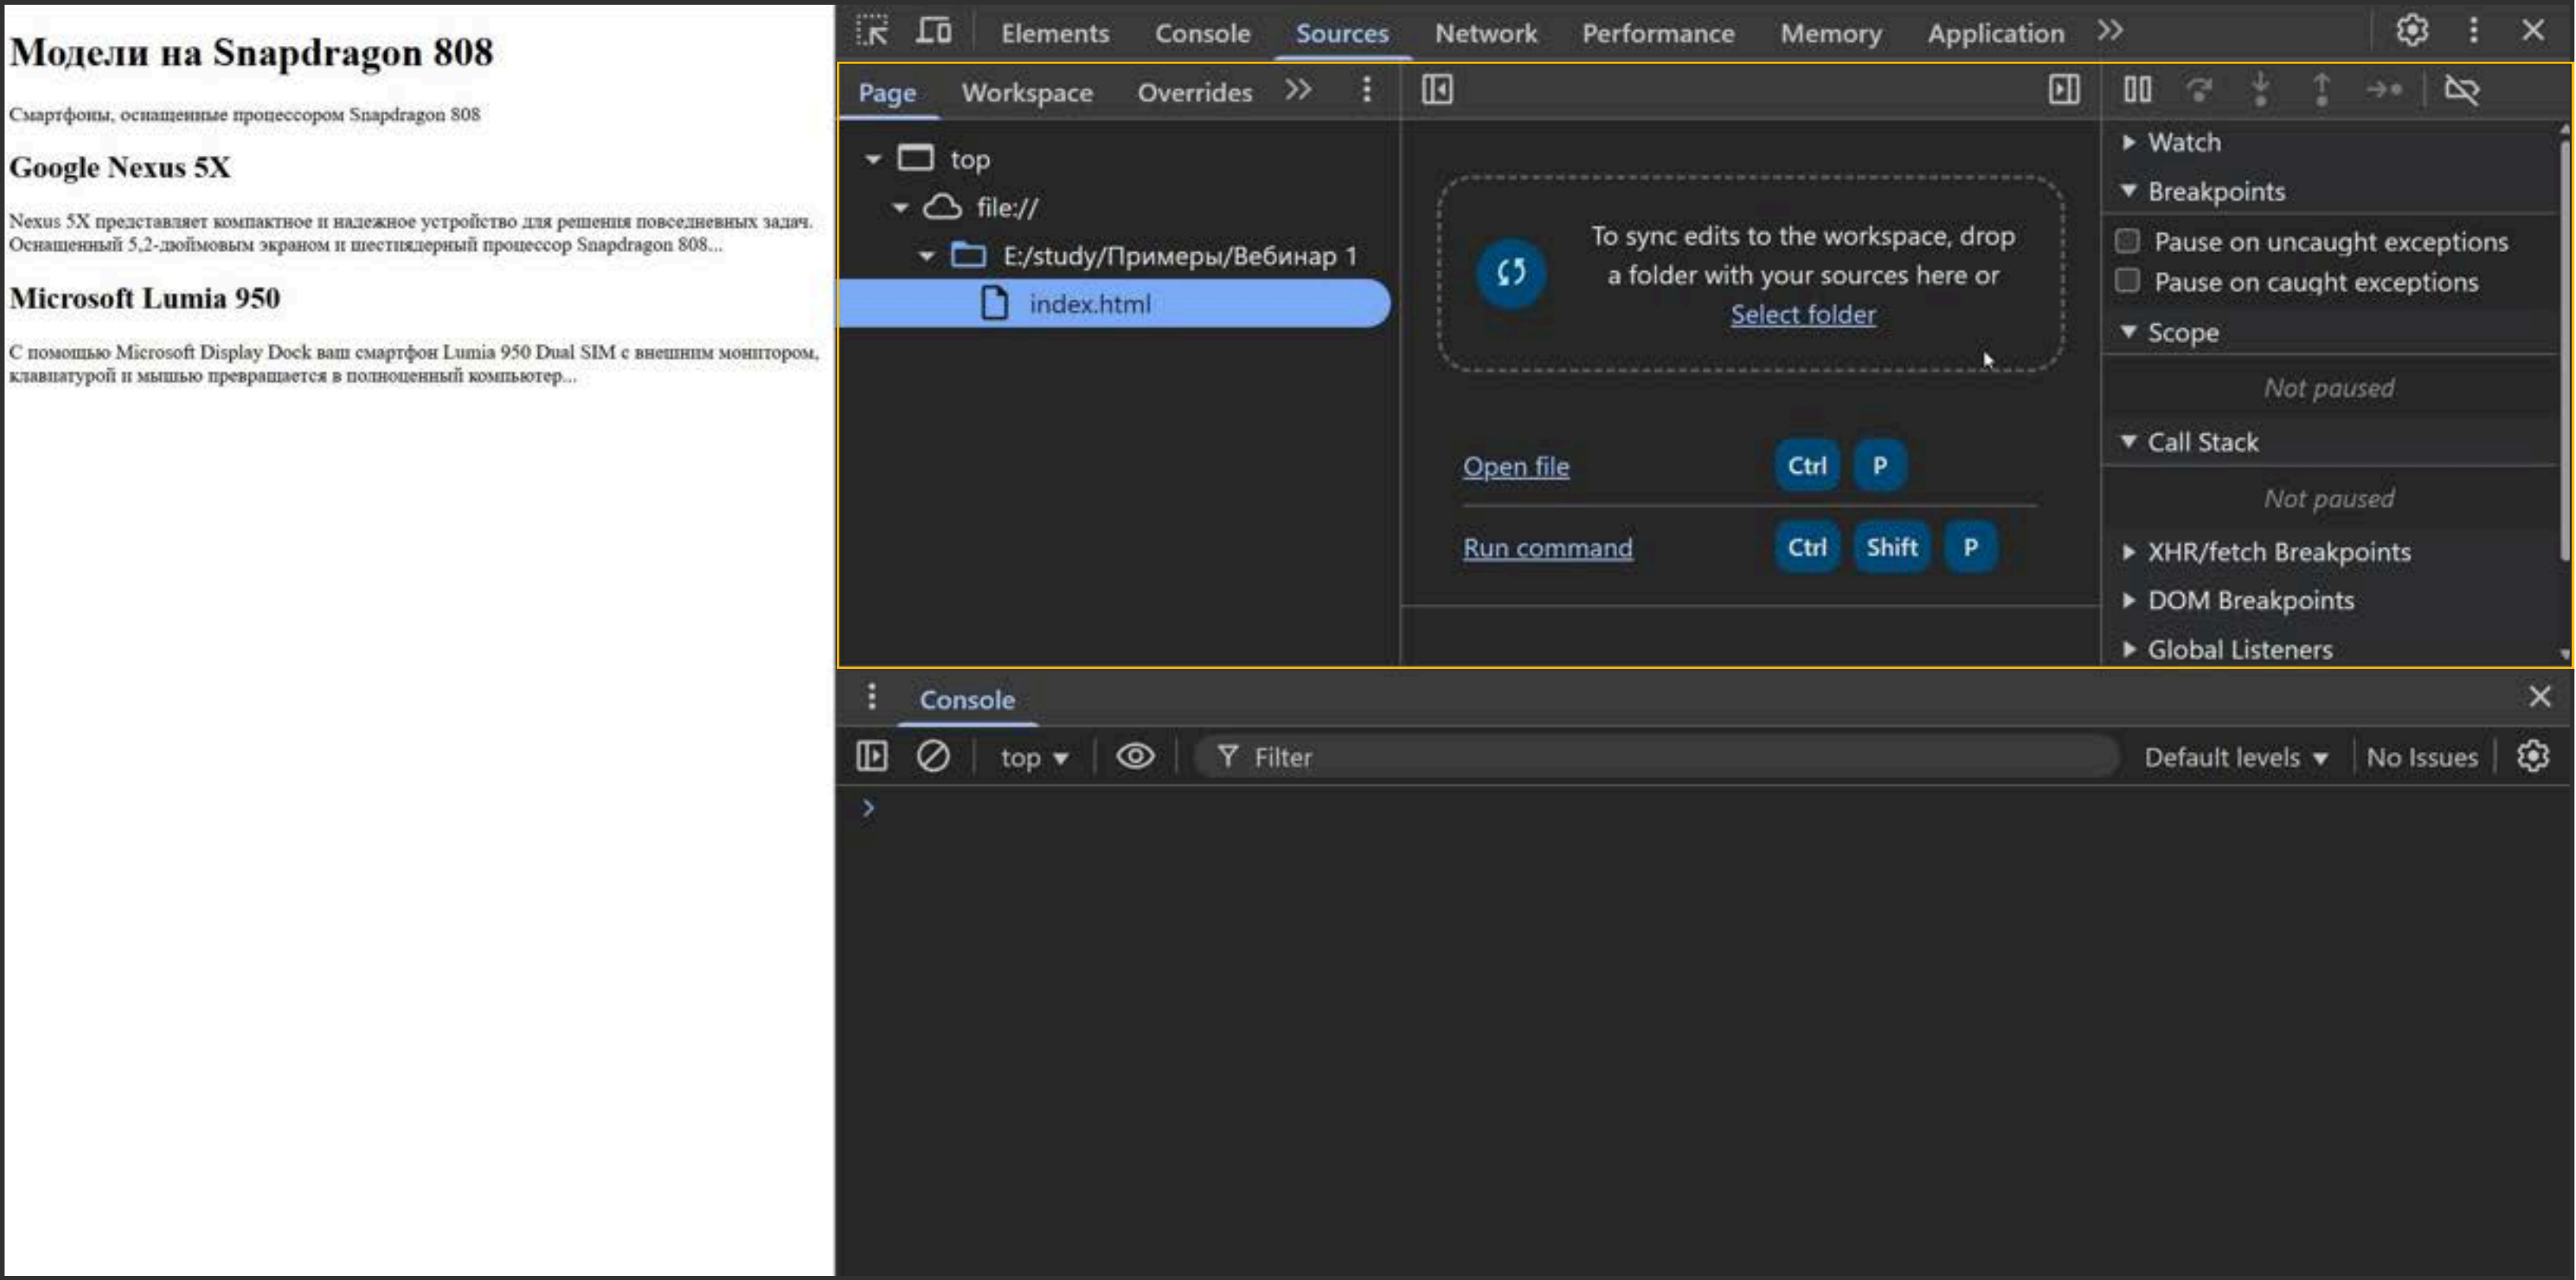 Модели на Snapdragon 808
Смартфоны, оснащенные процессором Snapdragon 808
Google Nexus 5X
Nexus 5X представляет компактное и надежное устройство для решения повседневных задач.
Оснащенный 5,2-дюймовым экраном и шестиядерный процессор Snapdragon 808...
Microsoft Lumia 950
С помощью Microsoft Display Dock ваш смартфон Lumia 950 Dual SIM с внешним монитором,
клавиатурой и мышью превращается в полноценный компьютер...
Elements Console Sources Network Performance Memory Application
Page Workspace Overrides
top
file://
E:/study/Примеры/Вебинар 1
index.html
To sync edits to the workspace, drop
a folder with your sources here or
Select folder
Open file Ctrl P
Run command Ctrl Shift P
Watch
Breakpoints
Pause on uncaught exceptions
Pause on caught exceptions
Scope
Not paused
Call Stack
Not paused
XHR/fetch Breakpoints
DOM Breakpoints
Global Listeners
Console
top Filter Default levels No Issues